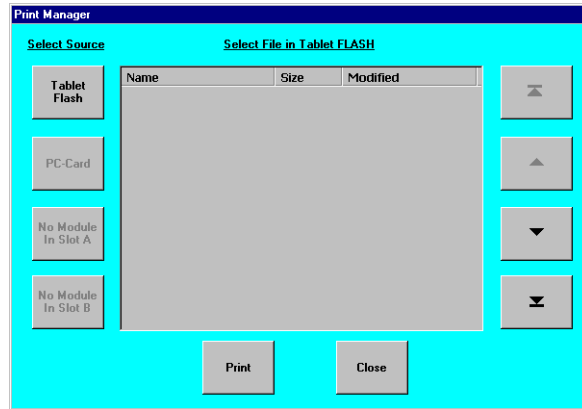 Print Manager
Select Source
Select File in Tablet FLASH
Tablet
Flash
Name Size Modified
PC-Card
No Module
In Slot A
No Module
In Slot B
Print Close